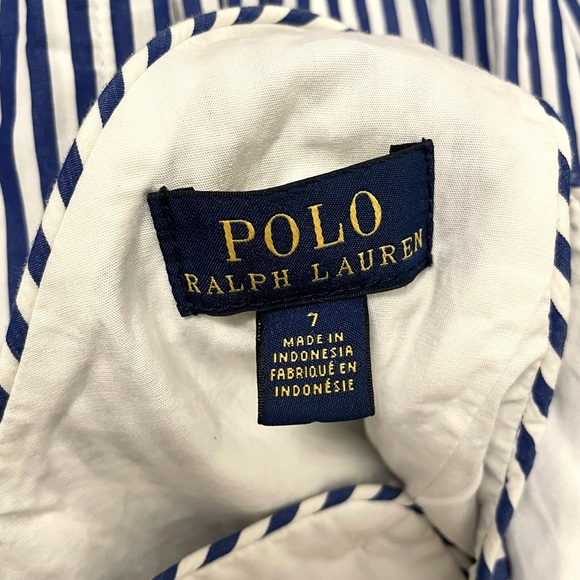 POLO
RALPH LAUREN
7
MADE IN
INDONESIA
FABRIQUÉ EN
INDONÉSIE